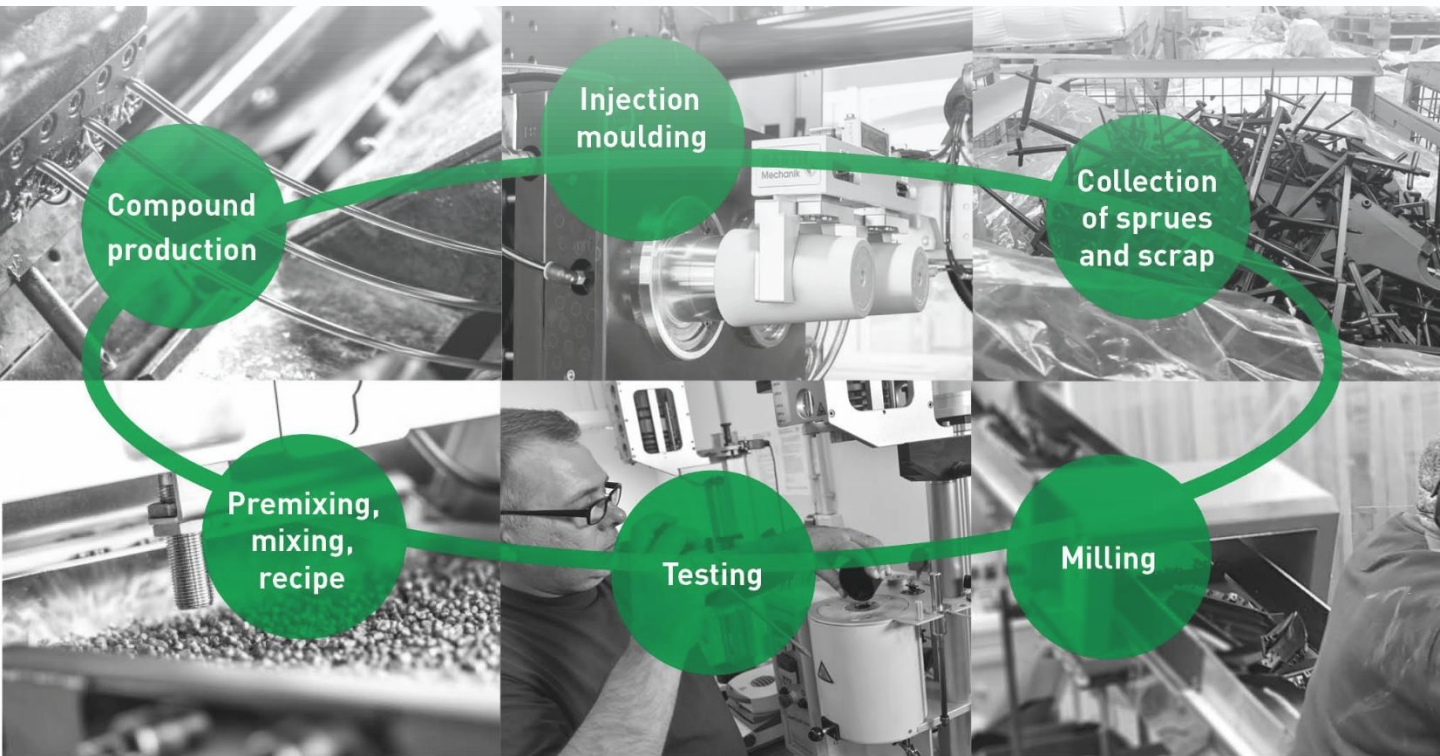 Injection
moulding
Mechanik
Compound
production
Collection
of sprues
and scrap
Premixing,
mixing,
recipe
Testing
Milling